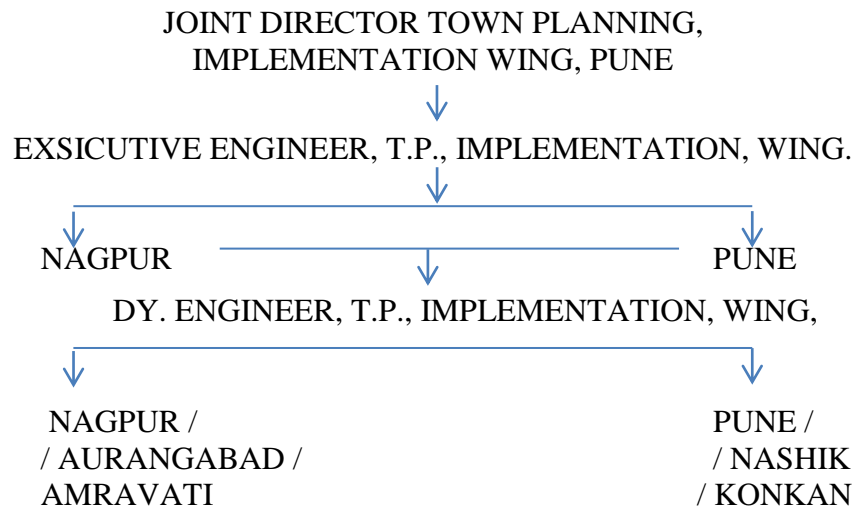 JOINT DIRECTOR TOWN PLANNING,
IMPLEMENTATION WING, PUNE
EXSICUTIVE ENGINEER, T.P., IMPLEMENTATION, WING.
NAGPUR PUNE
DY. ENGINEER, T.P., IMPLEMENTATION, WING,
NAGPUR / PUNE /
/ AURANGABAD / / NASHIK
AMRAVATI / KONKAN